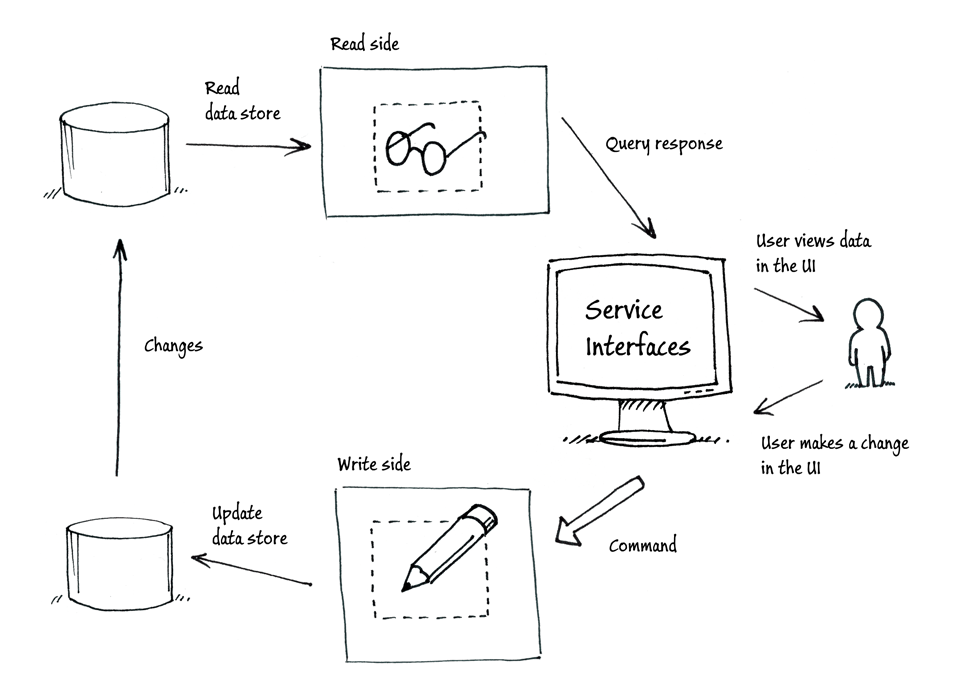 Read side
Read
data store
Query response
User views data
in the UI
Service
Interfaces
Changes
User makes a change
in the UI
Write side
Update
data store
Command